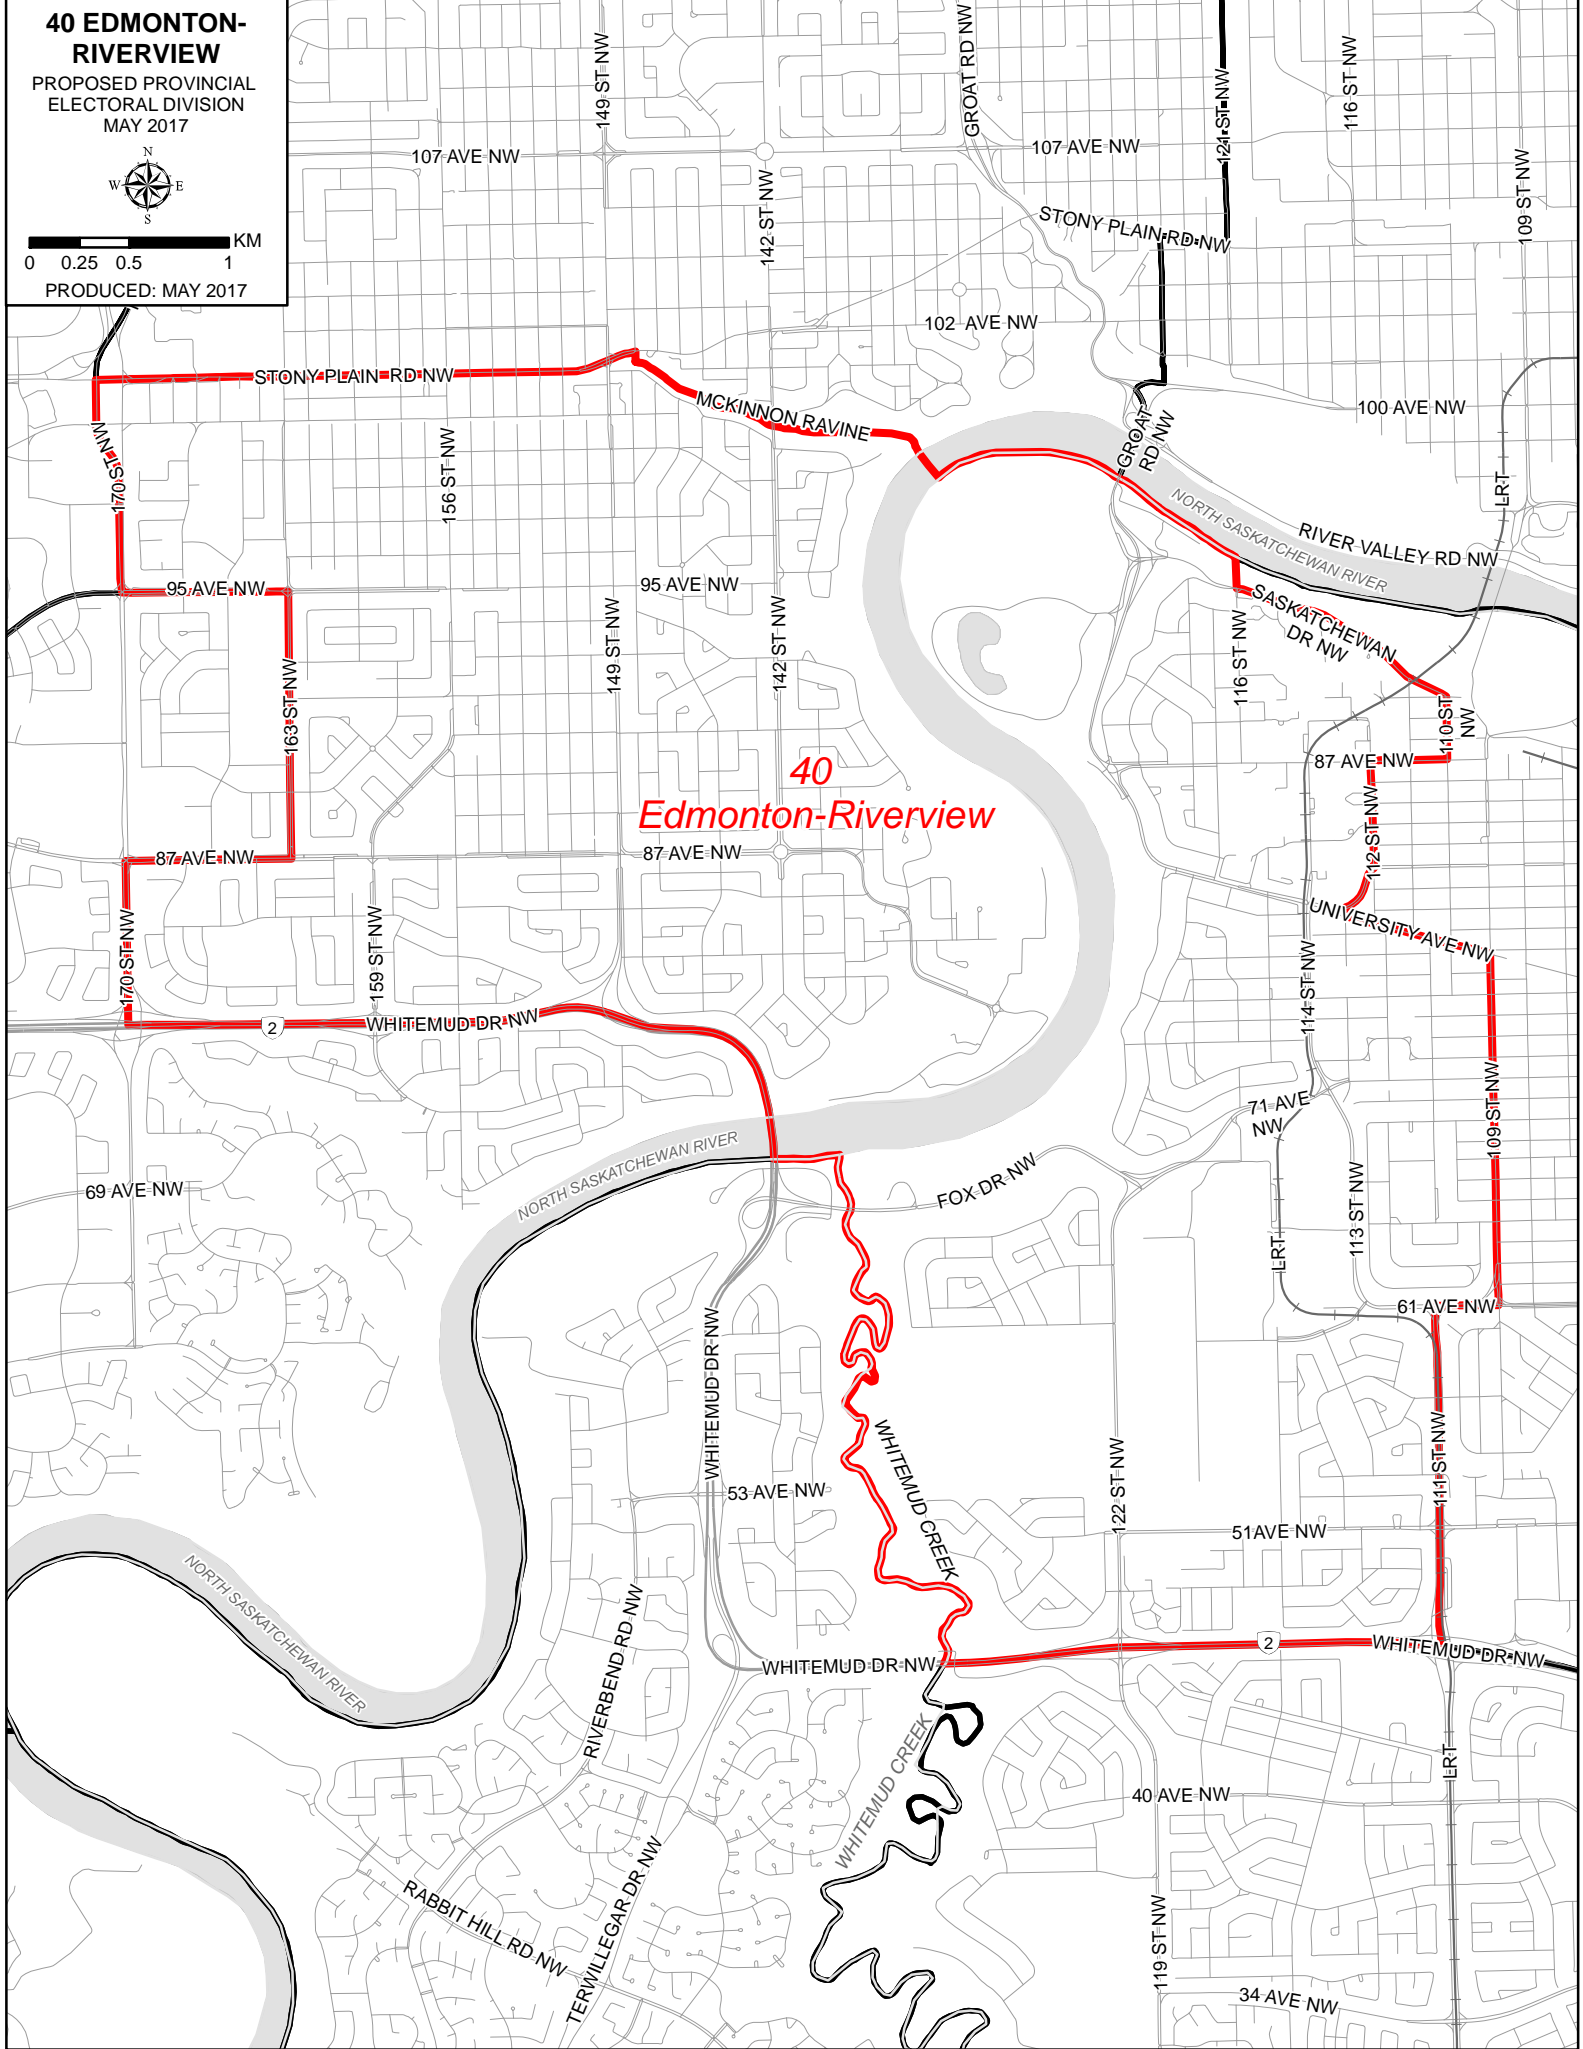 40 EDMONTON-
RIVERVIEW
PROPOSED PROVINCIAL
ELECTORAL DIVISION
MAY 2017
N
W E
S
KM
0 0.25 0.5 1
PRODUCED: MAY 2017
149 ST NW
GROAT RD NW
121 ST NW
116 ST NW
107 AVE NW
107 AVE NW
142 ST NW
109 ST NW
STONY PLAIN RD NW
102 AVE NW
STONY PLAIN RD NW
MCKINNON RAVINE
100 AVE NW
GROAT
RD NW
170 ST NW
156 ST NW
LRT
NORTH SASKATCHEWAN RIVER
RIVER VALLEY RD NW
95 AVE NW
95 AVE NW
149 ST NW
142 ST NW
116 ST NW
SASKATCHEWAN
DR NW
163 ST NW
110 ST
NW
87 AVE NW
40
Edmonton-Riverview
112 ST NW
87 AVE NW
87 AVE NW
UNIVERSITY AVE NW
170 ST NW
159 ST NW
114 ST NW
2
WHITEMUD DR NW
109 ST NW
71 AVE
NW
NORTH SASKATCHEWAN RIVER
69 AVE NW
FOX DR NW
113 ST NW
LRT
61 AVE NW
WHITEMUD DR NW
WHITEMUD CREEK
111 ST NW
122 ST NW
53 AVE NW
51 AVE NW
NORTH SASKATCHEWAN RIVER
RIVERBEND RD NW
2
WHITEMUD DR NW
WHITEMUD DR NW
WHITEMUD CREEK
LRT
40 AVE NW
RABBIT HILL RD NW
TERWILLEGAR DR NW
119 ST NW
34 AVE NW